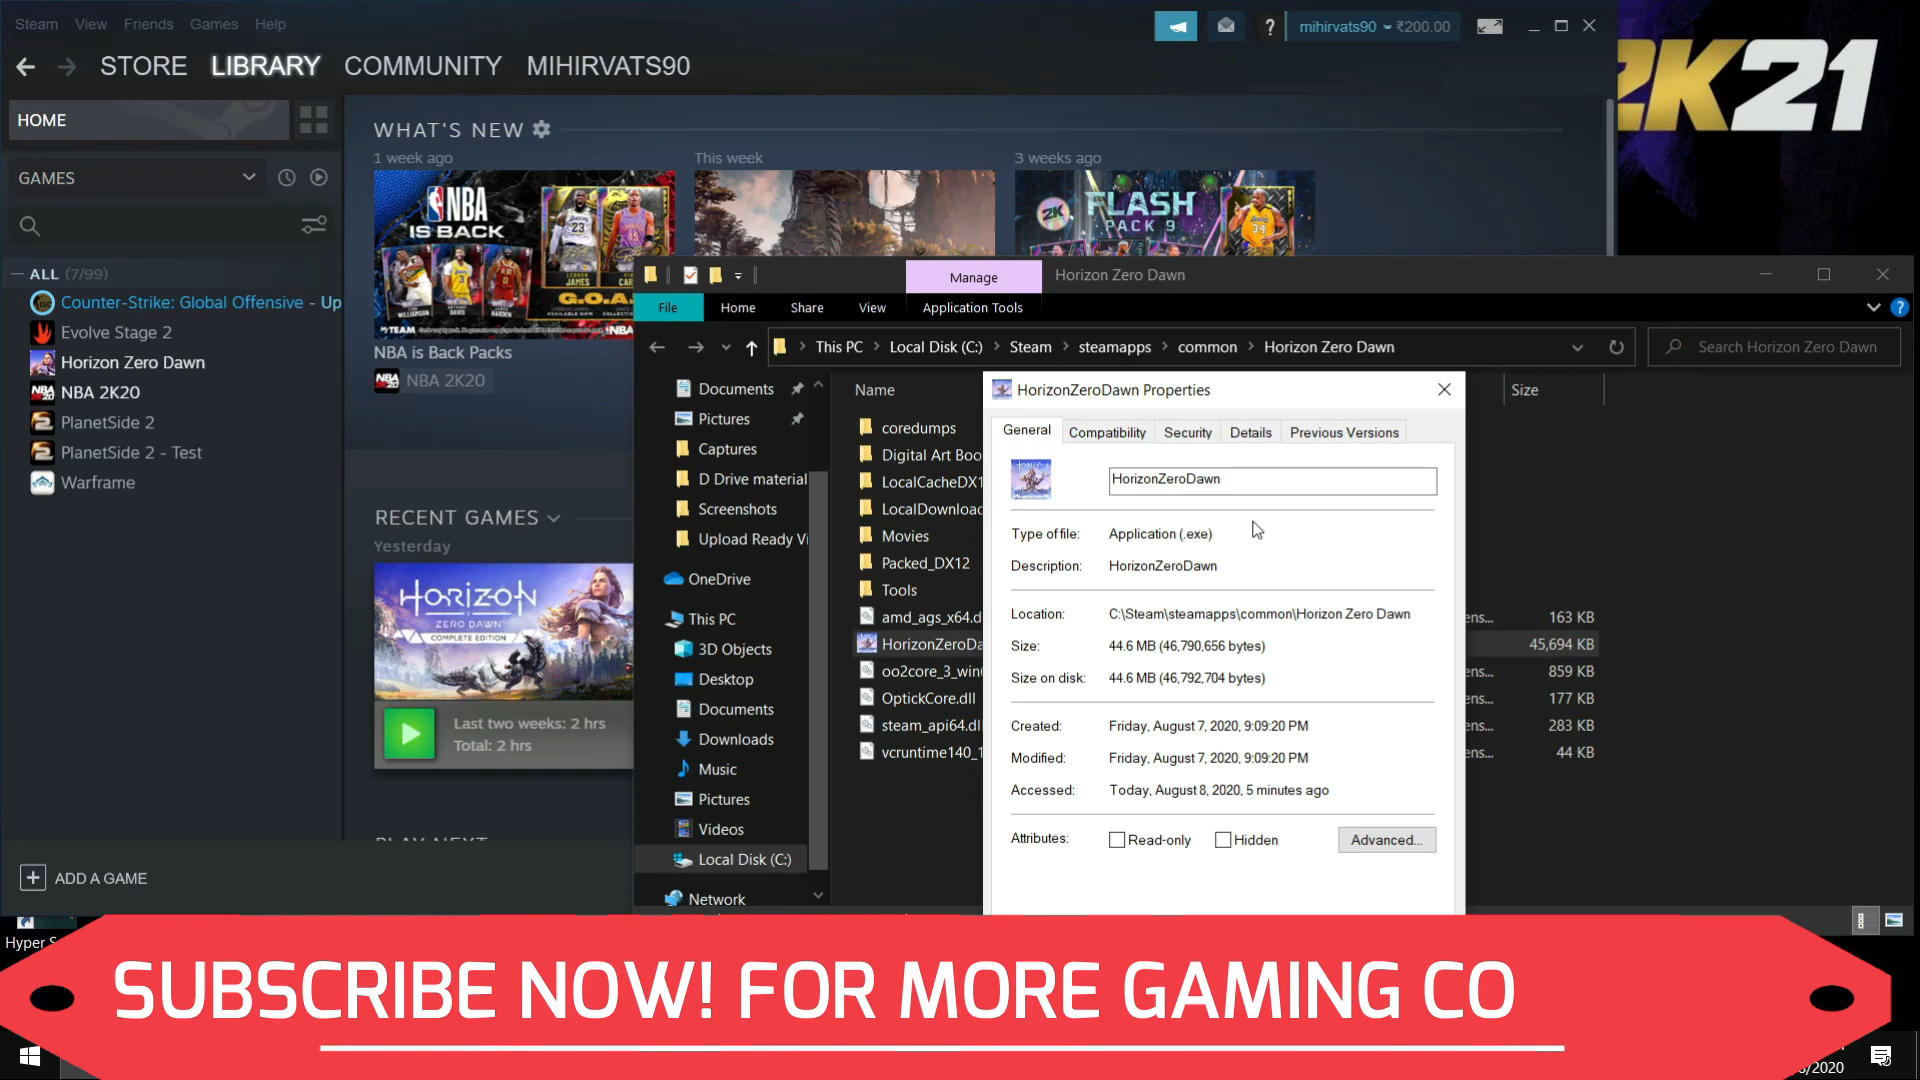 Steam View Friends Games Help
mihirvats90 ₹200.00
STORE LIBRARY COMMUNITY MIHIRVATS90
HOME
GAMES
ALL (7/99)
Counter-Strike: Global Offensive - Up
Evolve Stage 2
Horizon Zero Dawn
NBA 2K20
PlanetSide 2
PlanetSide 2 - Test
Warframe
ADD A GAME
WHAT'S NEW
1 week ago
This week
3 weeks ago
NBA
IS BACK
G.O.A.
FLASH
PACK 9
NBA is Back Packs
NBA 2K20
RECENT GAMES
Yesterday
HORIZON
ZERO DAWN
COMPLETE EDITION
Last two weeks: 2 hrs
Total: 2 hrs
2K21
Manage
Horizon Zero Dawn
File Home Share View Application Tools
This PC Local Disk (C:) Steam steamapps common Horizon Zero Dawn
Search Horizon Zero Dawn
Documents
Pictures
Captures
D Drive material
Screenshots
Upload Ready Vi
OneDrive
This PC
3D Objects
Desktop
Documents
Downloads
Music
Pictures
Videos
Local Disk (C:)
Network
Name
Size
coredumps
Digital Art Boo
LocalCacheDX1
LocalDownload
Movies
Packed_DX12
Tools
amd_ags_x64.d
ens... 163 KB
HorizonZeroDa
45,694 KB
oo2core_3_win
ens... 859 KB
OptickCore.dll
ens... 177 KB
steam_api64.dl
ens... 283 KB
vcruntime140_1
ens... 44 KB
HorizonZeroDawn Properties
General Compatibility Security Details Previous Versions
HorizonZeroDawn
Type of file: Application (.exe)
Description: HorizonZeroDawn
Location: C:\Steam\steamapps\common\Horizon Zero Dawn
Size: 44.6 MB (46,790,656 bytes)
Size on disk: 44.6 MB (46,792,704 bytes)
Created: Friday, August 7, 2020, 9:09:20 PM
Modified: Friday, August 7, 2020, 9:09:20 PM
Accessed: Today, August 8, 2020, 5 minutes ago
Attributes: Read-only Hidden Advanced...
Hyper S
SUBSCRIBE NOW! FOR MORE GAMING CO
/2020